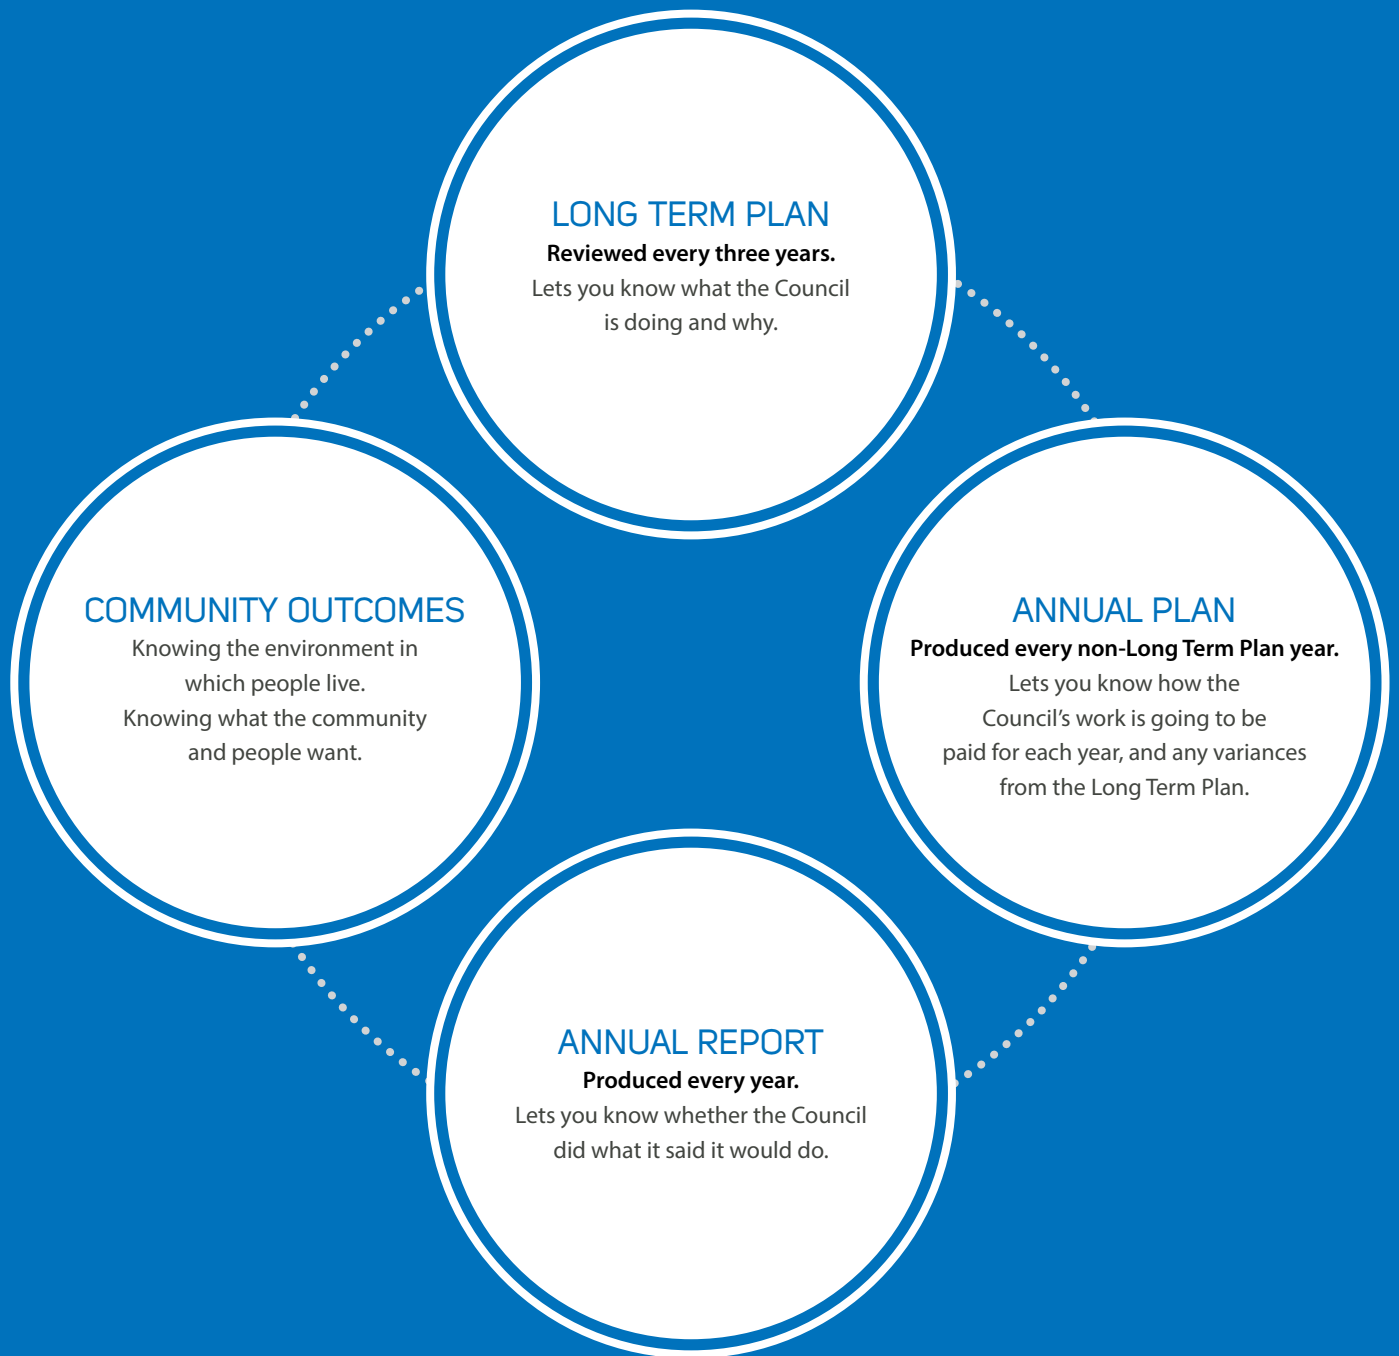 LONG TERM PLAN
Reviewed every three years.
Lets you know what the Council
is doing and why.
COMMUNITY OUTCOMES
Knowing the environment in
which people live.
Knowing what the community
and people want.
ANNUAL PLAN
Produced every non-Long Term Plan year.
Lets you know how the
Council’s work is going to be
paid for each year, and any variances
from the Long Term Plan.
ANNUAL REPORT
Produced every year.
Lets you know whether the Council
did what it said it would do.